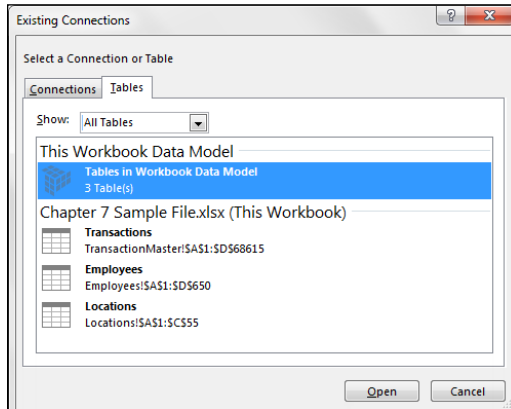 Existing Connections
Select a Connection or Table
Connections Tables
Show: All Tables
This Workbook Data Model
Tables in Workbook Data Model
3 Table(s)
Chapter 7 Sample File.xlsx (This Workbook)
Transactions
TransactionMaster!$A$1:$D$68615
Employees
Employees!$A$1:$D$650
Locations
Locations!$A$1:$C$55
Open Cancel